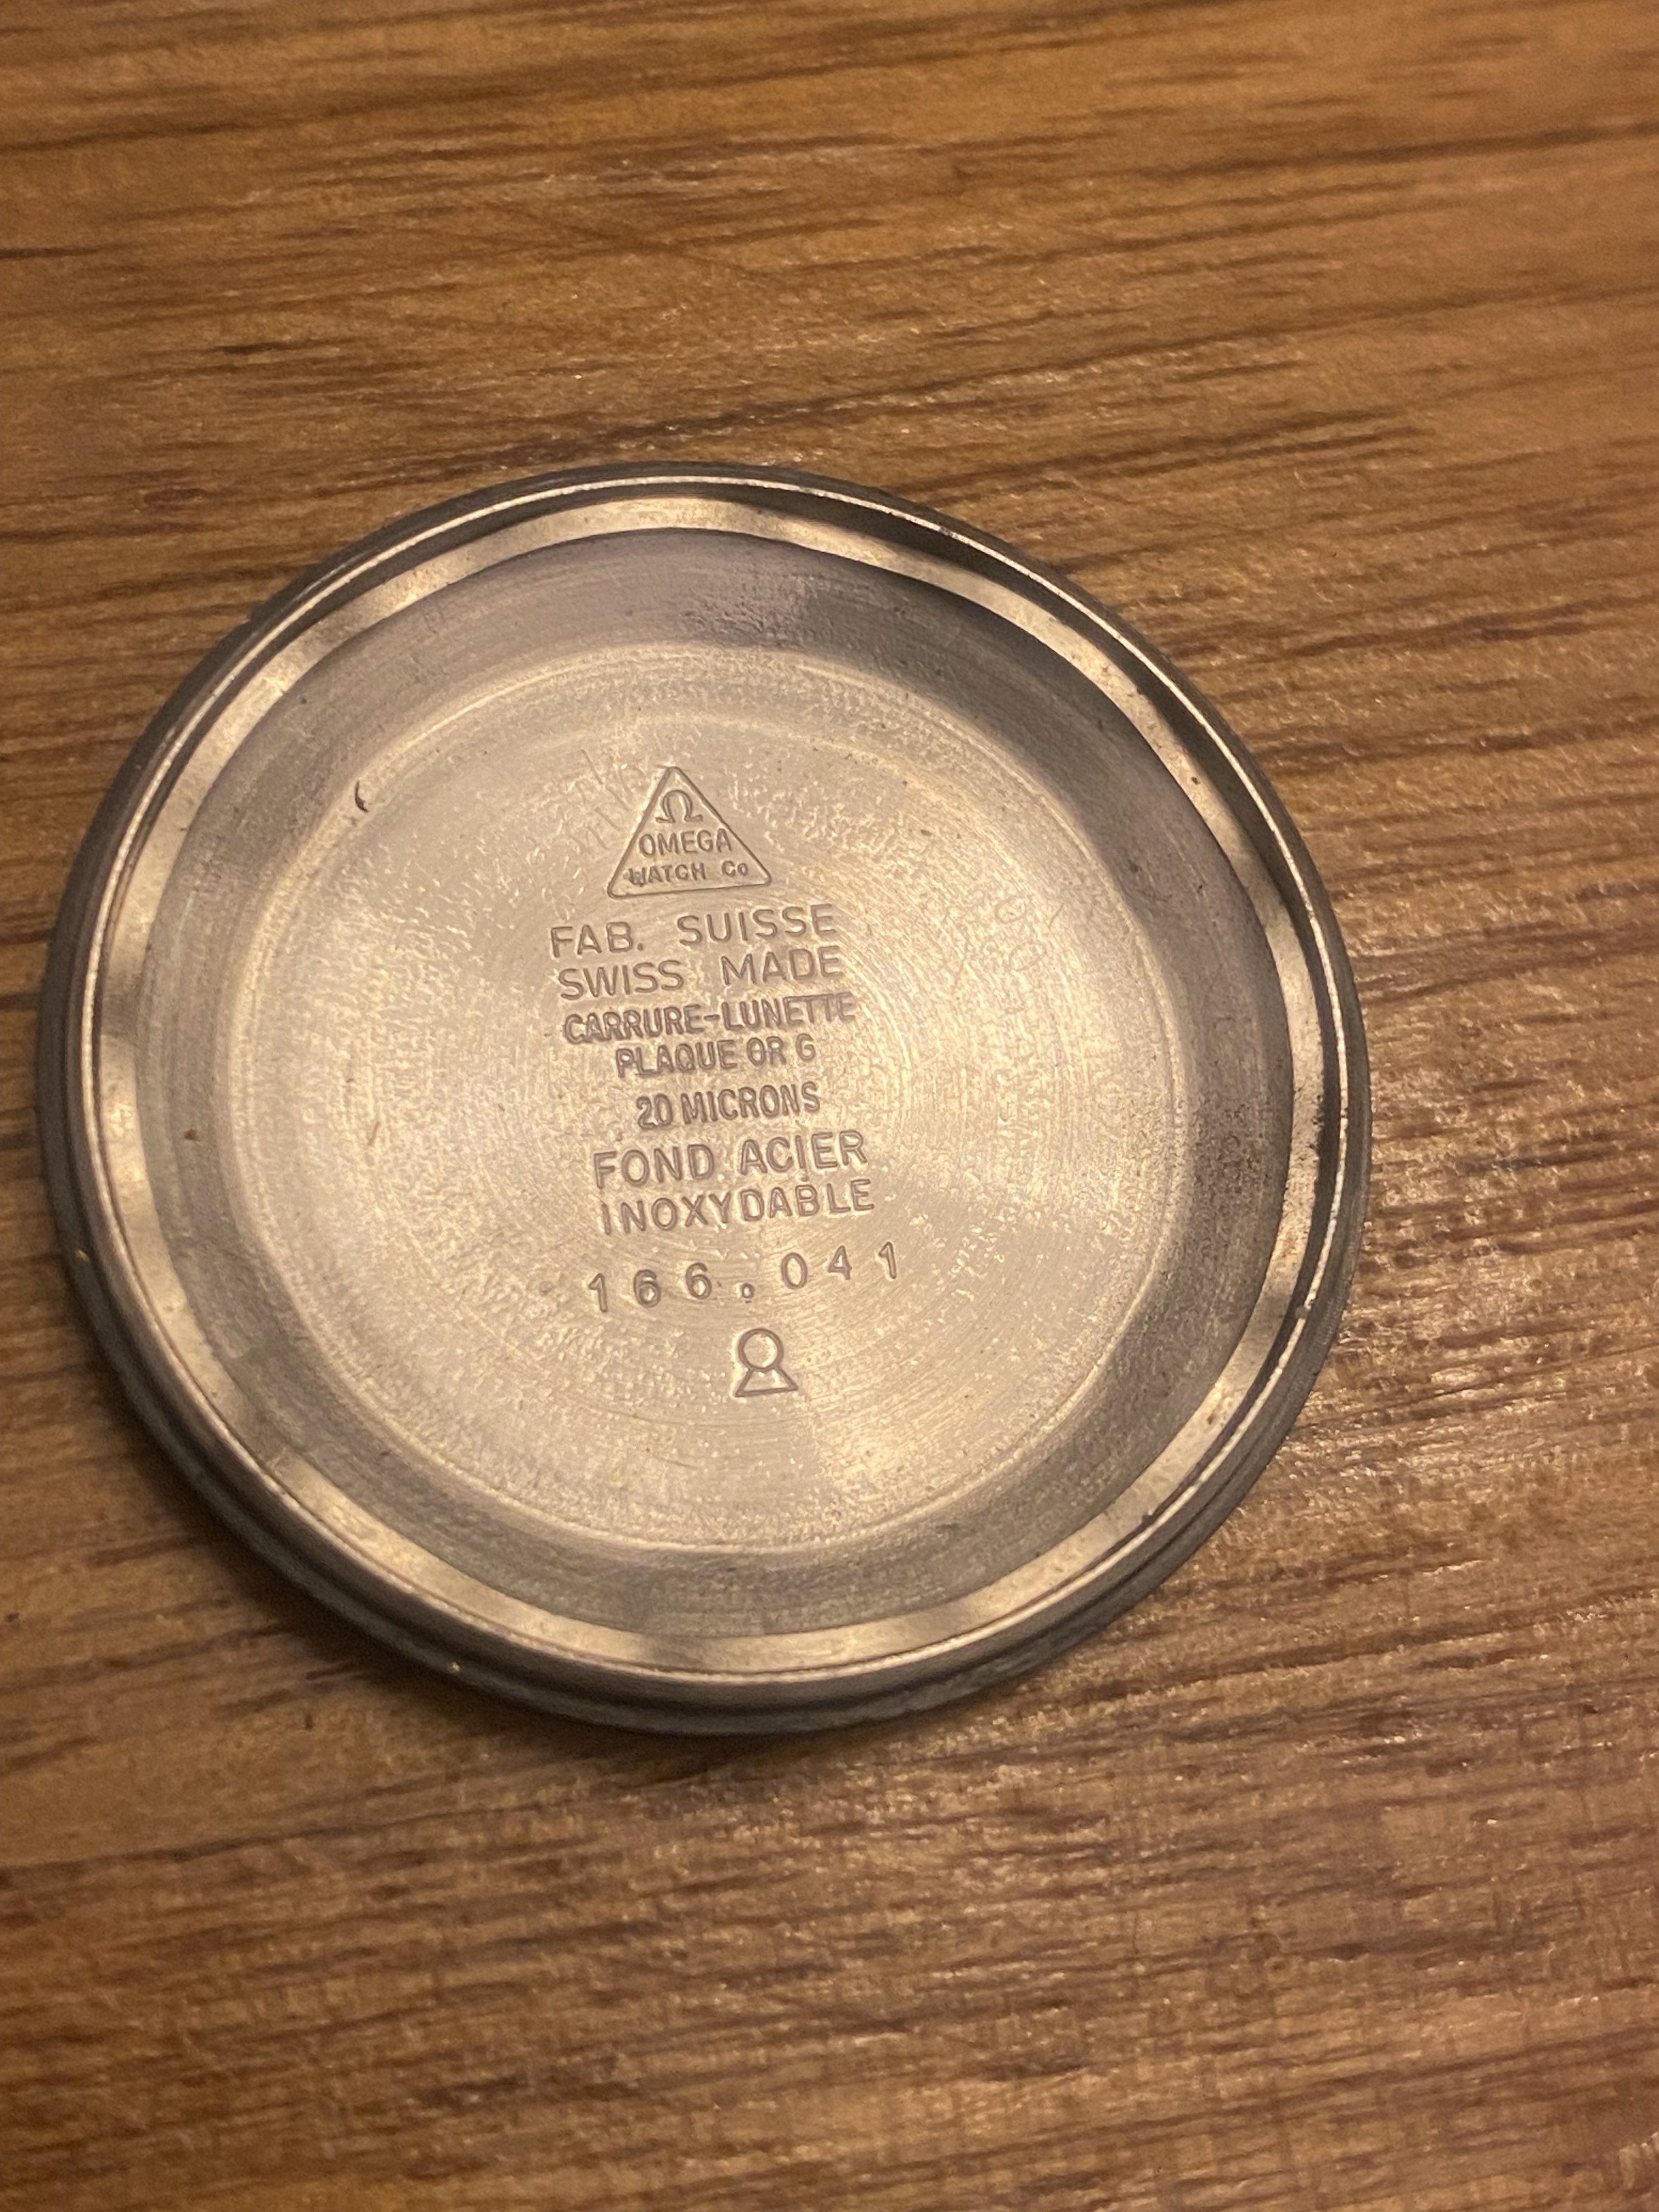 Ω
OMEGA
WATCH Co
FAB. SUISSE
SWISS MADE
CARRURE-LUNETTE
PLAQUE OR G
20 MICRONS
FOND ACIER
INOXYDABLE
166.041